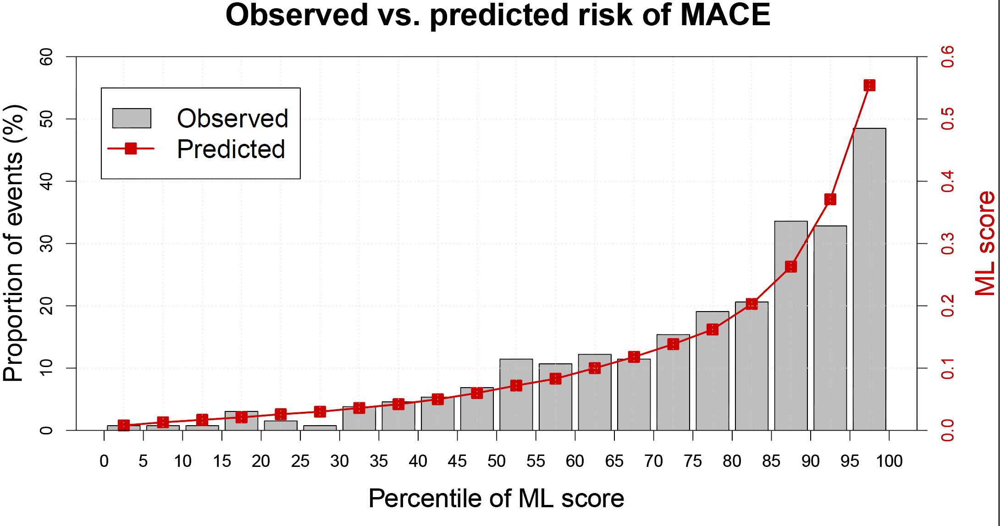 Observed vs. predicted risk of MACE
Proportion of events (%)
60
50
40
30
20
10
0
Observed
Predicted
0.6
0.5
0.4
0.3
0.2
0.1
0.0
ML score
0 5 10 15 20 25 30 35 40 45 50 55 60 65 70 75 80 85 90 95 100
Percentile of ML score